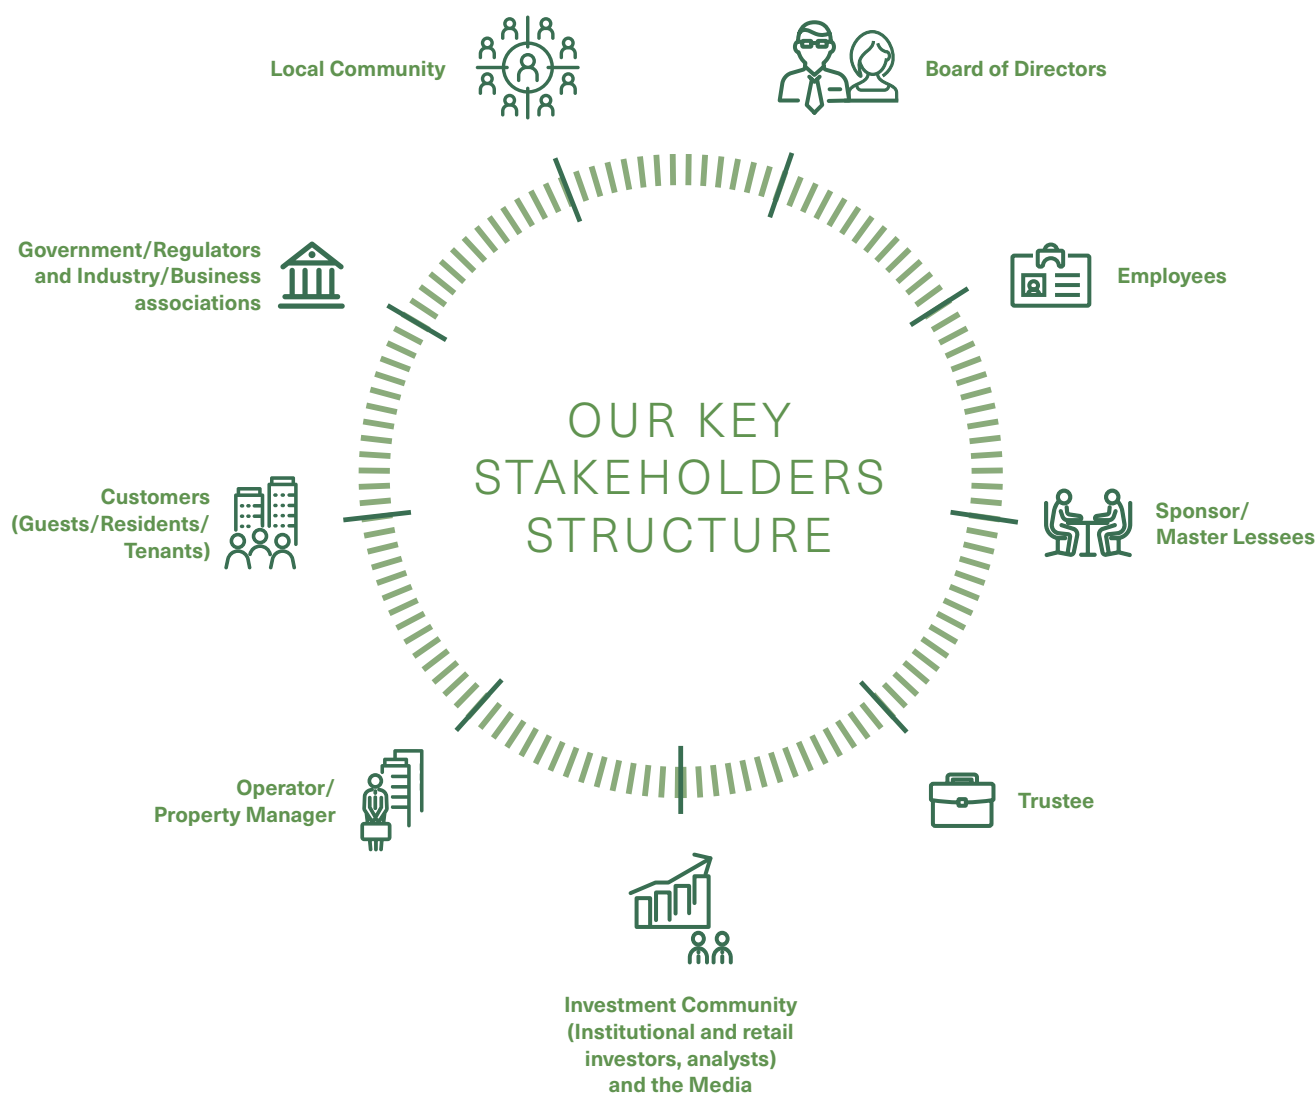 Local Community
Board of Directors
Government/Regulators
and Industry/Business
associations
Employees
OUR KEY
STAKEHOLDERS
STRUCTURE
Customers
(Guests/Residents/
Tenants)
Sponsor/
Master Lessees
Operator/
Property Manager
Trustee
Investment Community
(Institutional and retail
investors, analysts)
and the Media